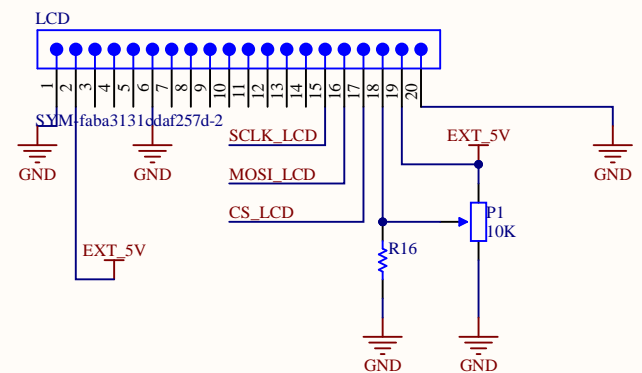 LCD
1 2 3 4 5 6 7 8 9 10 11 12 13 14 15 16 17 18 19 20
SYM-faba3131cdaf257d-2
SCLK_LCD
EXT_5V
GND
GND
GND
MOSI_LCD
CS_LCD
P1
10K
EXT_5V
R16
GND
GND